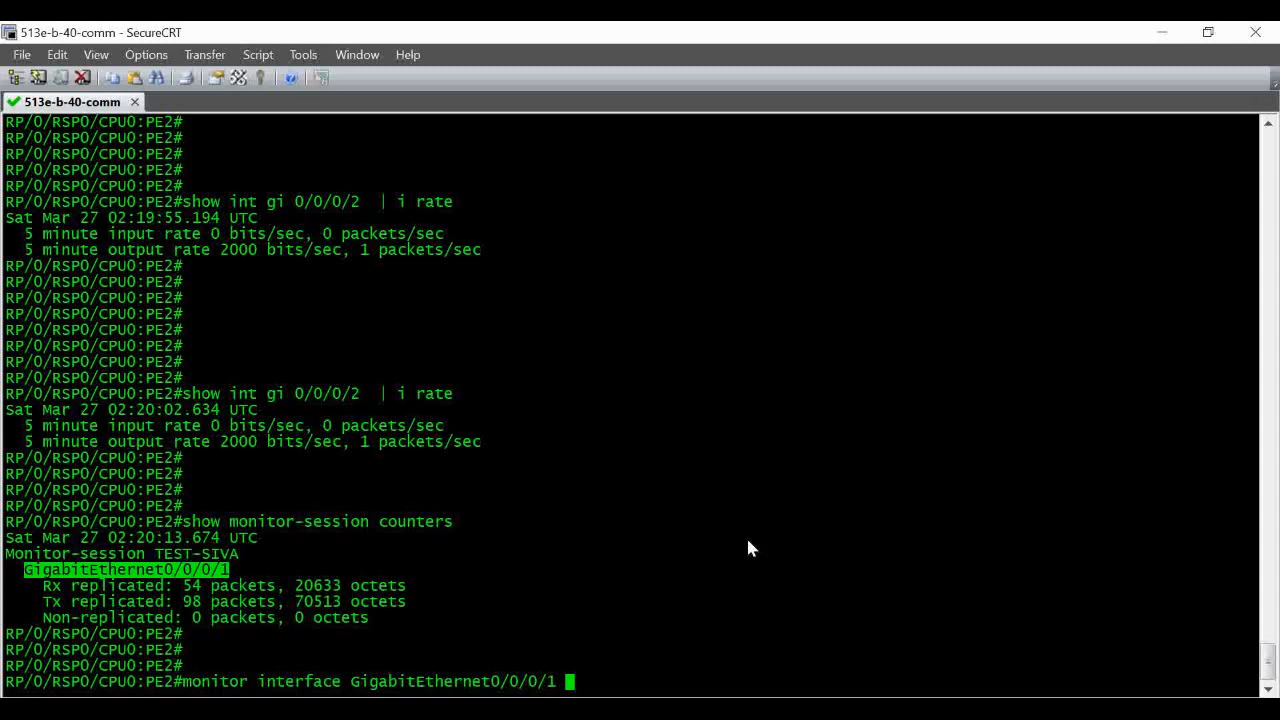 513e-b-40-comm - SecureCRT
File Edit View Options Transfer Script Tools Window Help
513e-b-40-comm
RP/0/RSP0/CPU0:PE2#
RP/0/RSP0/CPU0:PE2#
RP/0/RSP0/CPU0:PE2#
RP/0/RSP0/CPU0:PE2#
RP/0/RSP0/CPU0:PE2#
RP/0/RSP0/CPU0:PE2#show int gi 0/0/0/2  | i rate
Sat Mar 27 02:19:55.194 UTC
  5 minute input rate 0 bits/sec, 0 packets/sec
  5 minute output rate 2000 bits/sec, 1 packets/sec
RP/0/RSP0/CPU0:PE2#
RP/0/RSP0/CPU0:PE2#
RP/0/RSP0/CPU0:PE2#
RP/0/RSP0/CPU0:PE2#
RP/0/RSP0/CPU0:PE2#
RP/0/RSP0/CPU0:PE2#
RP/0/RSP0/CPU0:PE2#
RP/0/RSP0/CPU0:PE2#
RP/0/RSP0/CPU0:PE2#show int gi 0/0/0/2  | i rate
Sat Mar 27 02:20:02.634 UTC
  5 minute input rate 0 bits/sec, 0 packets/sec
  5 minute output rate 2000 bits/sec, 1 packets/sec
RP/0/RSP0/CPU0:PE2#
RP/0/RSP0/CPU0:PE2#
RP/0/RSP0/CPU0:PE2#
RP/0/RSP0/CPU0:PE2#
RP/0/RSP0/CPU0:PE2#show monitor-session counters
Sat Mar 27 02:20:13.674 UTC
Monitor-session TEST-SIVA
  GigabitEthernet0/0/0/1
    Rx replicated: 54 packets, 20633 octets
    Tx replicated: 98 packets, 70513 octets
    Non-replicated: 0 packets, 0 octets
RP/0/RSP0/CPU0:PE2#
RP/0/RSP0/CPU0:PE2#
RP/0/RSP0/CPU0:PE2#
RP/0/RSP0/CPU0:PE2#monitor interface GigabitEthernet0/0/0/1